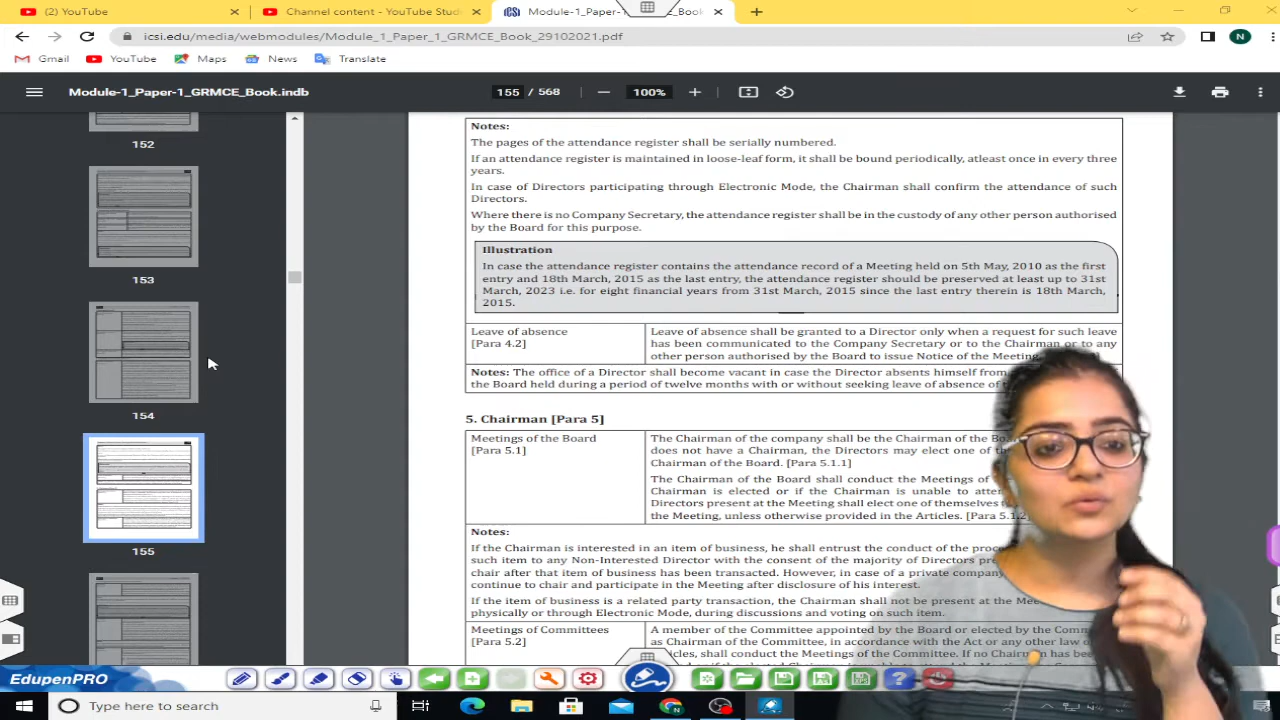 (2) YouTube
Channel content - YouTube Stud
Module-1_Paper-1_GRMCE_Book_
icsi.edu/media/webmodules/Module_1_Paper_1_GRMCE_Book_29102021.pdf
N
Gmail
YouTube
Maps
News
Translate
Module-1_Paper-1_GRMCE_Book.indb
155 / 568
100%
152
153
154
155
Notes:
The pages of the attendance register shall be serially numbered.
If an attendance register is maintained in loose-leaf form, it shall be bound periodically, atleast once in every three
years.
In case of Directors participating through Electronic Mode, the Chairman shall confirm the attendance of such
Directors.
Where there is no Company Secretary, the attendance register shall be in the custody of any other person authorised
by the Board for this purpose.
Illustration
In case the attendance register contains the attendance record of a Meeting held on 5th May, 2010 as the first
entry and 18th March, 2015 as the last entry, the attendance register should be preserved at least up to 31st
March, 2023 i.e. for eight financial years from 31st March, 2015 since the last entry therein is 18th March,
2015.
Leave of absence
[Para 4.2]
Leave of absence shall be granted to a Director only when a request for such leave
has been communicated to the Company Secretary or to the Chairman or to any
other person authorised by the Board to issue Notice of the Meeting.
Notes: The office of a Director shall become vacant in case the Director absents himself from
the Board held during a period of twelve months with or without seeking leave of absence of
5. Chairman [Para 5]
Meetings of the Board
[Para 5.1]
The Chairman of the company shall be the Chairman of the
does not have a Chairman, the Directors may elect one of
Chairman of the Board. [Para 5.1.1]
The Chairman of the Board shall conduct the Meetings of
Chairman is elected or if the Chairman is unable to
Directors present at the Meeting shall elect one of themselves
the Meeting, unless otherwise provided in the Articles. [Para 5.1.2]
Notes:
If the Chairman is interested in an item of business, he shall entrust the conduct of the
such item to any Non-Interested Director with the consent of the majority of Directors
chair after that item of business has been transacted. However, in case of a private company
continue to chair and participate in the Meeting after disclosure of his interest.
If the item of business is a related party transaction, the Chairman shall not be present at the
physically or through Electronic Mode, during discussions and voting on such item.
Meetings of Committees
[Para 5.2]
A member of the Committee appointed by the Board or elected by the
as Chairman of the Committee, in accordance with the Act or any other law
shall conduct the Meetings of the Committee. If no Chairman has
EdupenPRO
Type here to search